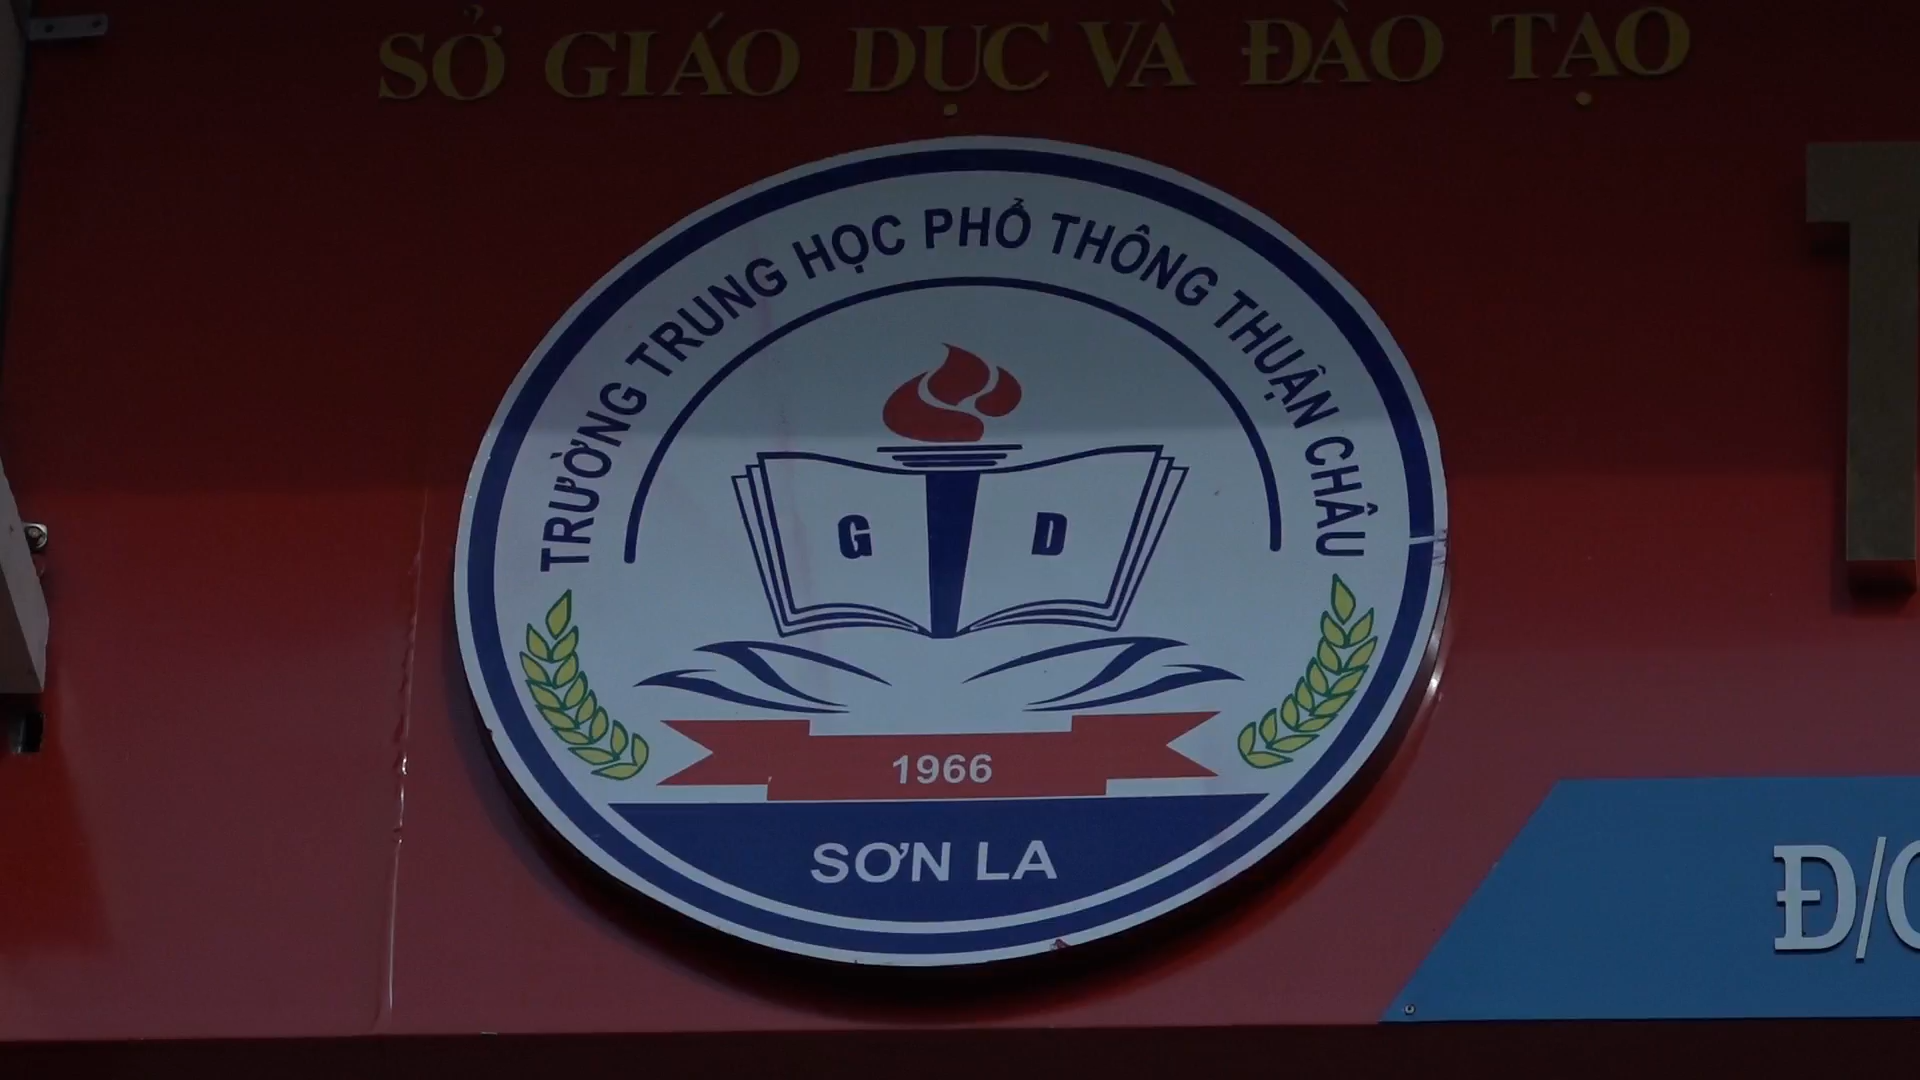 SỞ GIÁO DỤC VÀ ĐÀO TẠO
TRƯỜNG TRUNG HỌC PHỔ THÔNG THUẬN CHÂU
G D
1966
SƠN LA
T
Đ/C